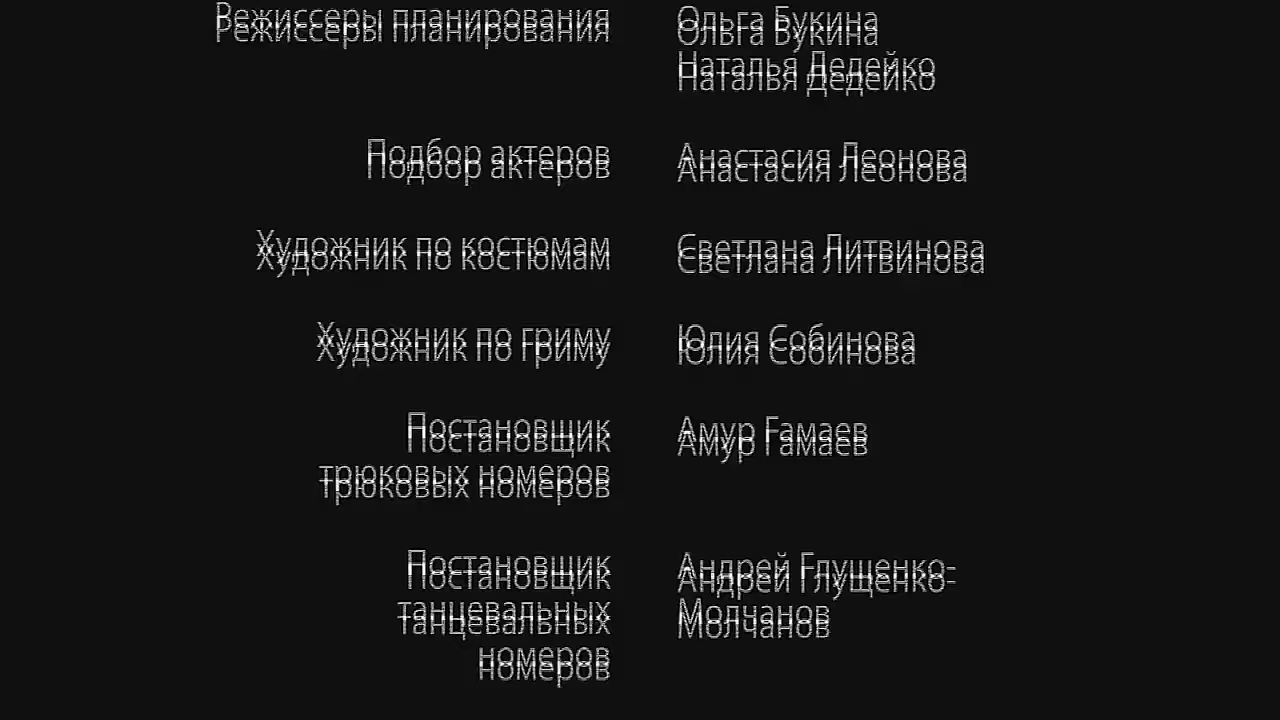 Режиссеры планирования Ольга Букина
Наталья Дедейко
Подбор актеров Анастасия Леонова
Художник по костюмам Светлана Литвинова
Художник по гриму Юлия Собинова
Постановщик Амур Гамаев
трюковых номеров
Постановщик Андрей Глущенко-
танцевальных Молчанов
номеров